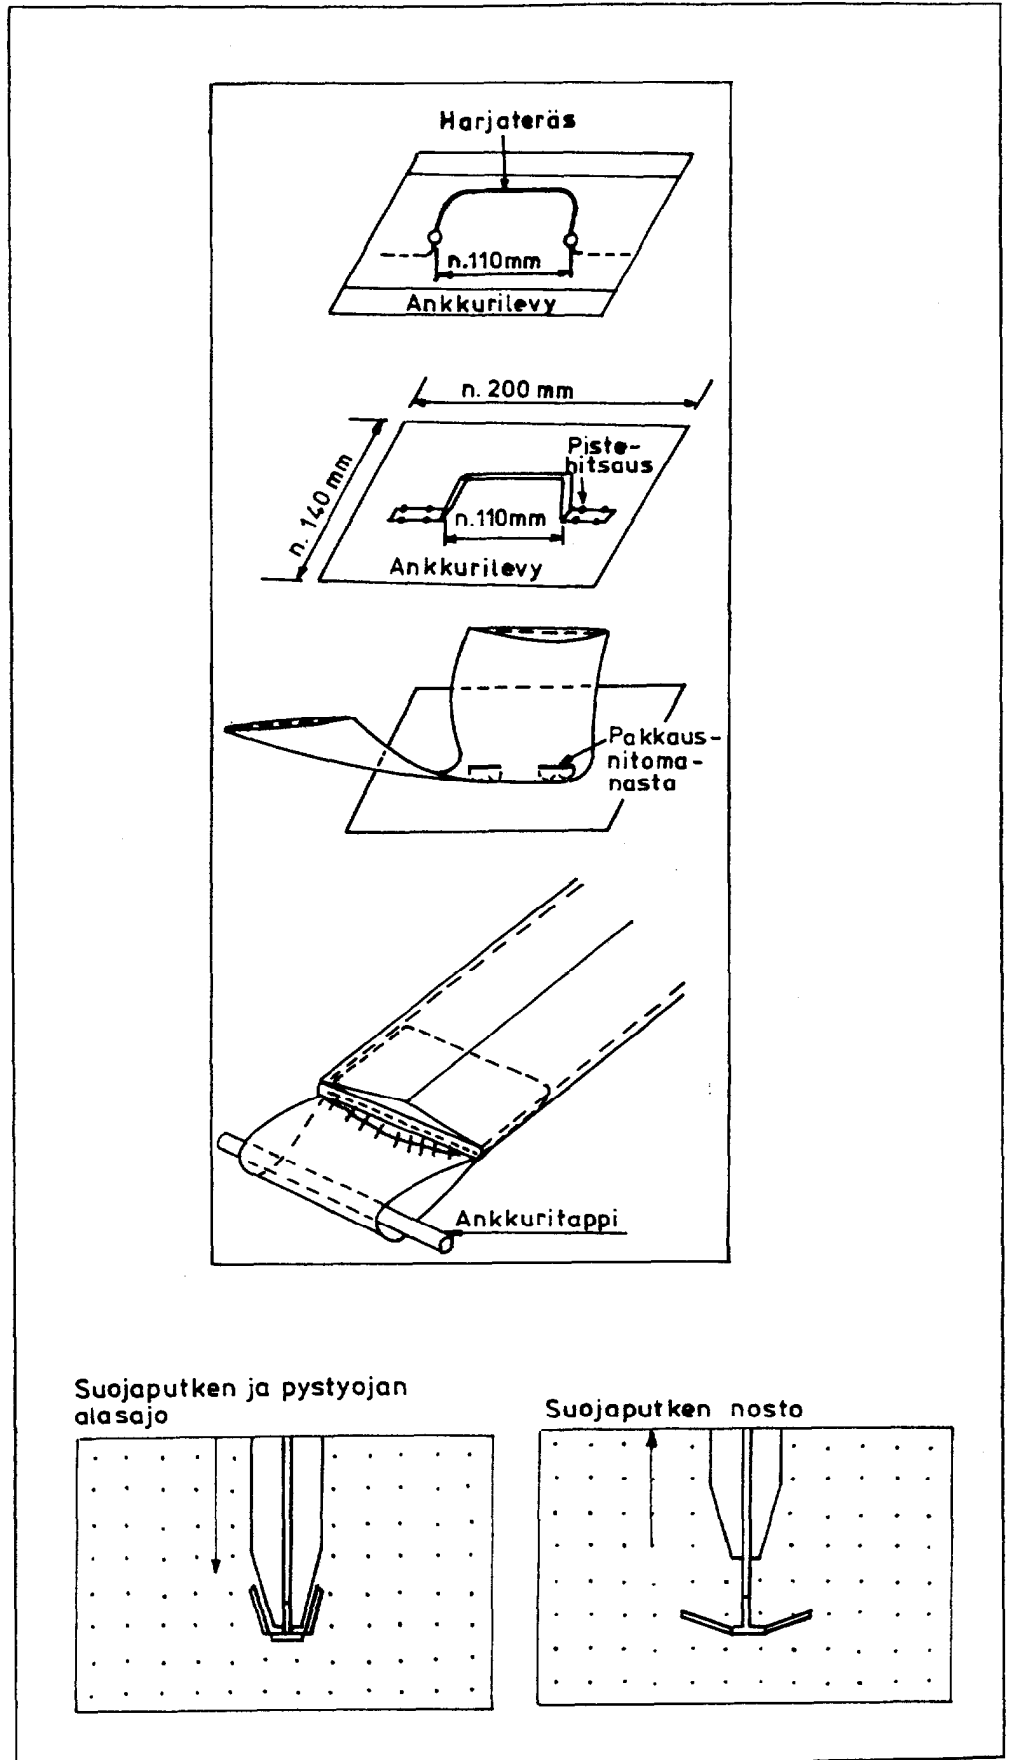 Harjateräs
n.110mm
Ankkurilevy
n. 200 mm
n. 140 mm
Piste-
hitsaus
n.110mm
Ankkurilevy
Pakkaus-
nitoma-
nasta
Ankkuritappi
Suojaputken ja pystyojan
alasajo
Suojaputken nosto